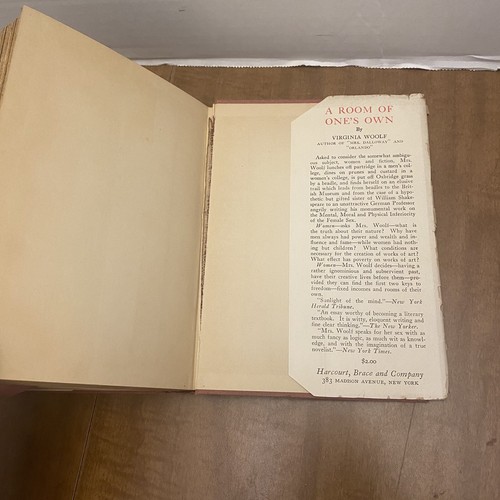 A ROOM OF
ONE'S OWN
By
VIRGINIA WOOLF
AUTHOR OF "MRS. DALLOWAY" AND
"ORLANDO"
Asked to consider the somewhat ambigu-
ous subject, women and fiction, Mrs.
Woolf lunches off partridge in a men's col-
lege, dines on prunes and custard in a
women's college, is put off Oxbridge grass
by a beadle, and finds herself on an elusive
trail which leads from beadles to the Brit-
ish Museum and from the case of a hypo-
thetic but gifted sister of William Shake-
speare to an unattractive German Professor
angrily writing his monumental work on
the Mental, Moral and Physical Inferiority
of the Female Sex.
Women—asks Mrs. Woolf—what is
the truth about their nature? Why have
men always had power and wealth and in-
fluence and fame—while women had noth-
ing but children? What conditions are
necessary for the creation of works of art?
What effect has poverty on works of art?
Women—Mrs. Woolf decides—having a
rather ignominious and subservient past,
have their creative lives before them—pro-
vided they can find the first two keys to
freedom—fixed incomes and rooms of their
own.
"Sunlight of the mind."—New York
Herald Tribune.
"An essay worthy of becoming a literary
textbook. It is witty, eloquent writing and
fine clear thinking."—The New Yorker.
"Mrs. Woolf speaks for her sex with as
much fancy as logic, as much wit as knowl-
edge, and with the imagination of a true
novelist."—New York Times.
$2.00
Harcourt, Brace and Company
383 MADISON AVENUE, NEW YORK